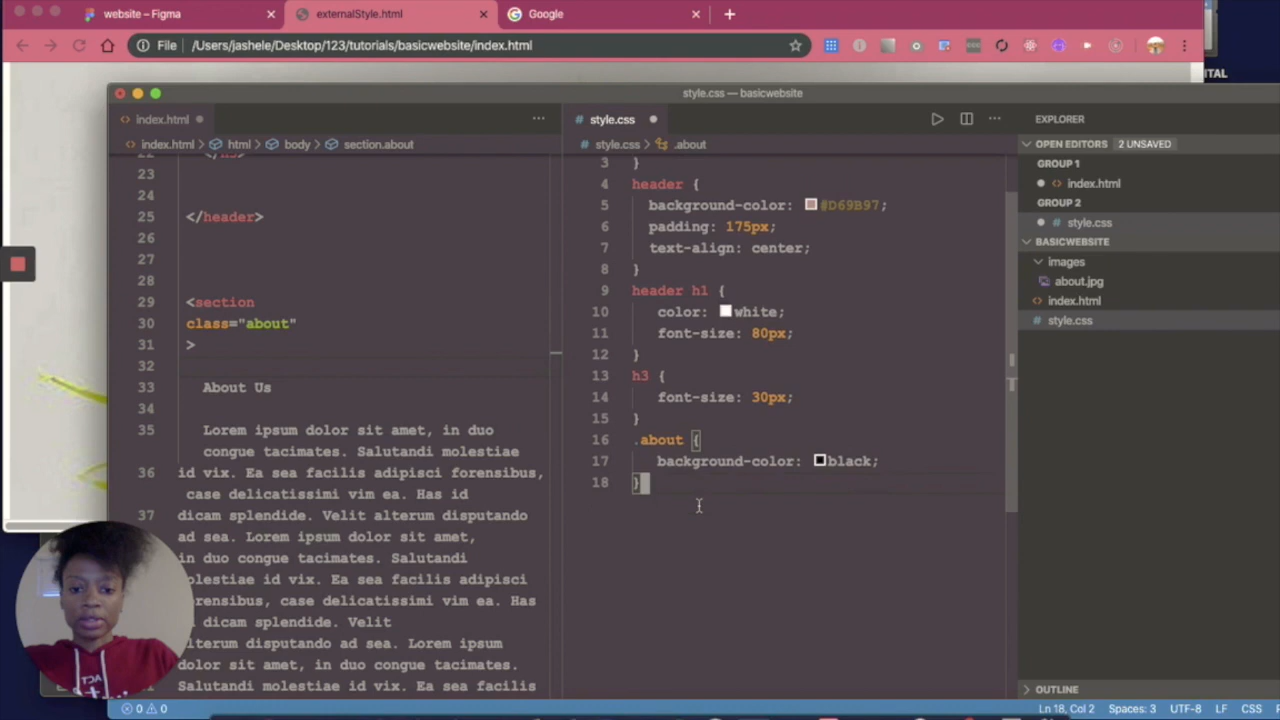 website – Figma
externalStyle.html
Google
File
/Users/jashele/Desktop/123/tutorials/basicwebsite/index.html
ITAL
style.css — basicwebsite
index.html
style.css
EXPLORER
index.html > html > body > section.about
style.css > .about
OPEN EDITORS 2 UNSAVED
GROUP 1
index.html
GROUP 2
style.css
BASICWEBSITE
images
about.jpg
index.html
style.css
23
24
25 </header>
26
27
28
29 <section
30 class="about"
31 >
32
33 About Us
34
35 Lorem ipsum dolor sit amet, in duo
congue tacimates. Salutandi molestiae
36 id vix. Ea sea facilis adipisci forensibus,
case delicatissimi vim ea. Has id
37 dicam splendide. Velit alterum disputando
ad sea. Lorem ipsum dolor sit amet,
in duo congue tacimates. Salutandi
olestiae id vix. Ea sea facilis adipisci
rensibus, case delicatissimi vim ea. Has
dicam splendide. Velit
lterum disputando ad sea. Lorem ipsum
dolor sit amet, in duo congue tacimates.
Salutandi molestiae id vix. Ea sea facilis
3 }
4 header {
5 background-color: #D69B97;
6 padding: 175px;
7 text-align: center;
8 }
9 header h1 {
10 color: white;
11 font-size: 80px;
12 }
13 h3 {
14 font-size: 30px;
15 }
16 .about {
17 background-color: black;
18 }
OUTLINE
0 0
Ln 18, Col 2 Spaces: 3 UTF-8 LF CSS